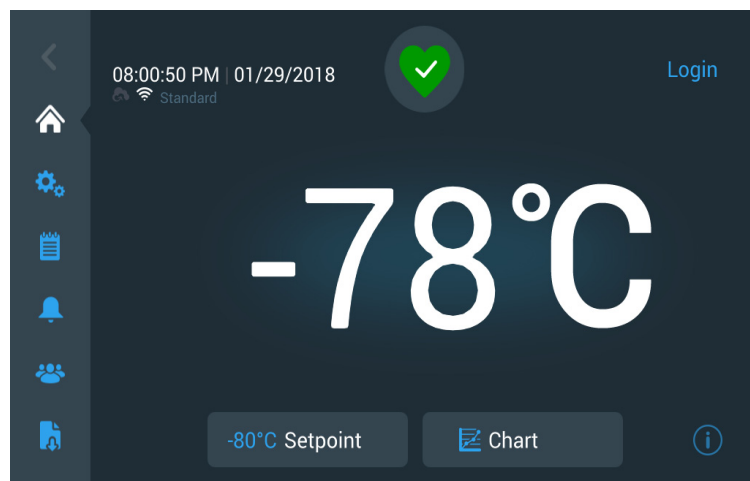 08:00:50 PM | 01/29/2018
Login
Standard
-78°C
-80°C Setpoint
Chart